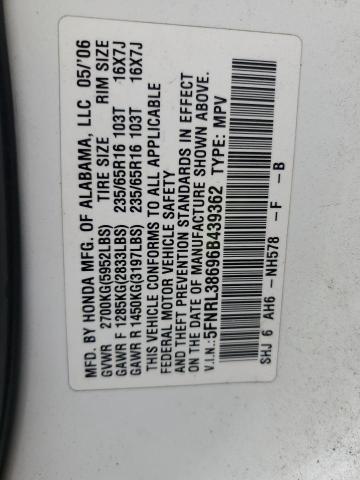 MFD. BY HONDA MFG. OF ALABAMA, LLC 05/'06
GVWR 2700KG(5952LBS) TIRE SIZE RIM SIZE
GAWR F 1285KG(2833LBS) 235/65R16 103T 16X7J
GAWR R 1450KG(3197LBS) 235/65R16 103T 16X7J
THIS VEHICLE CONFORMS TO ALL APPLICABLE
FEDERAL MOTOR VEHICLE SAFETY
AND THEFT PREVENTION STANDARDS IN EFFECT
ON THE DATE OF MANUFACTURE SHOWN ABOVE.
V.I.N.: 5FNRL38696B439362 TYPE: MPV
SHJ 6 AH6 -NH578 -F -B